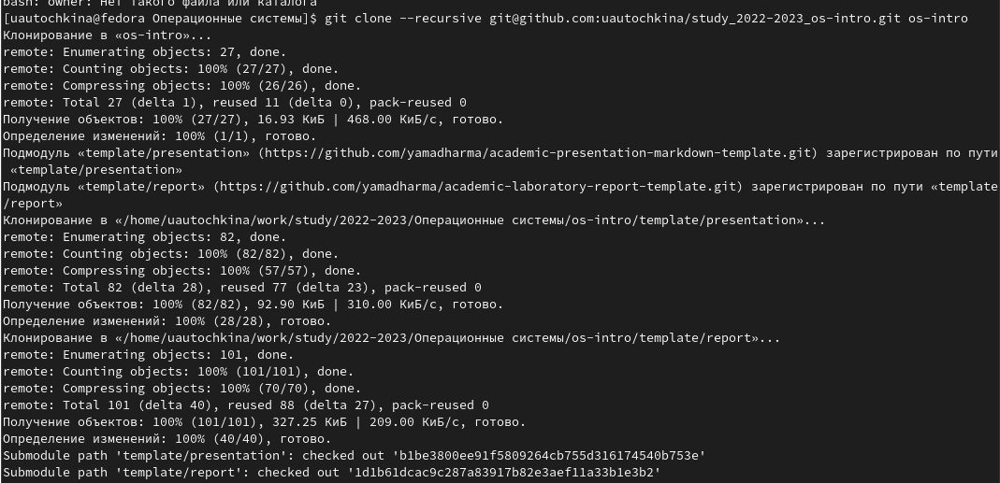 bash: owner: Нет такого файла или каталога
[uautochkina@fedora Операционные системы]$ git clone --recursive git@github.com:uautochkina/study_2022-2023_os-intro.git os-intro
Клонирование в «os-intro»...
remote: Enumerating objects: 27, done.
remote: Counting objects: 100% (27/27), done.
remote: Compressing objects: 100% (26/26), done.
remote: Total 27 (delta 1), reused 11 (delta 0), pack-reused 0
Получение объектов: 100% (27/27), 16.93 КиБ | 468.00 КиБ/с, готово.
Определение изменений: 100% (1/1), готово.
Подмодуль «template/presentation» (https://github.com/yamadharma/academic-presentation-markdown-template.git) зарегистрирован по пути
«template/presentation»
Подмодуль «template/report» (https://github.com/yamadharma/academic-laboratory-report-template.git) зарегистрирован по пути «template
/report»
Клонирование в «/home/uautochkina/work/study/2022-2023/Операционные системы/os-intro/template/presentation»...
remote: Enumerating objects: 82, done.
remote: Counting objects: 100% (82/82), done.
remote: Compressing objects: 100% (57/57), done.
remote: Total 82 (delta 28), reused 77 (delta 23), pack-reused 0
Получение объектов: 100% (82/82), 92.90 КиБ | 310.00 КиБ/с, готово.
Определение изменений: 100% (28/28), готово.
Клонирование в «/home/uautochkina/work/study/2022-2023/Операционные системы/os-intro/template/report»...
remote: Enumerating objects: 101, done.
remote: Counting objects: 100% (101/101), done.
remote: Compressing objects: 100% (70/70), done.
remote: Total 101 (delta 40), reused 88 (delta 27), pack-reused 0
Получение объектов: 100% (101/101), 327.25 КиБ | 209.00 КиБ/с, готово.
Определение изменений: 100% (40/40), готово.
Submodule path 'template/presentation': checked out 'b1be3800ee91f5809264cb755d316174540b753e'
Submodule path 'template/report': checked out '1d1b61dcac9c287a83917b82e3aef11a33b1e3b2'